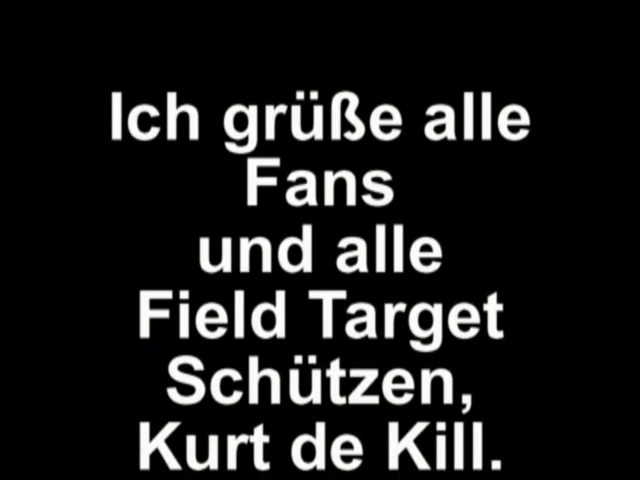 Ich grüße alle
Fans
und alle
Field Target
Schützen,
Kurt de Kill.